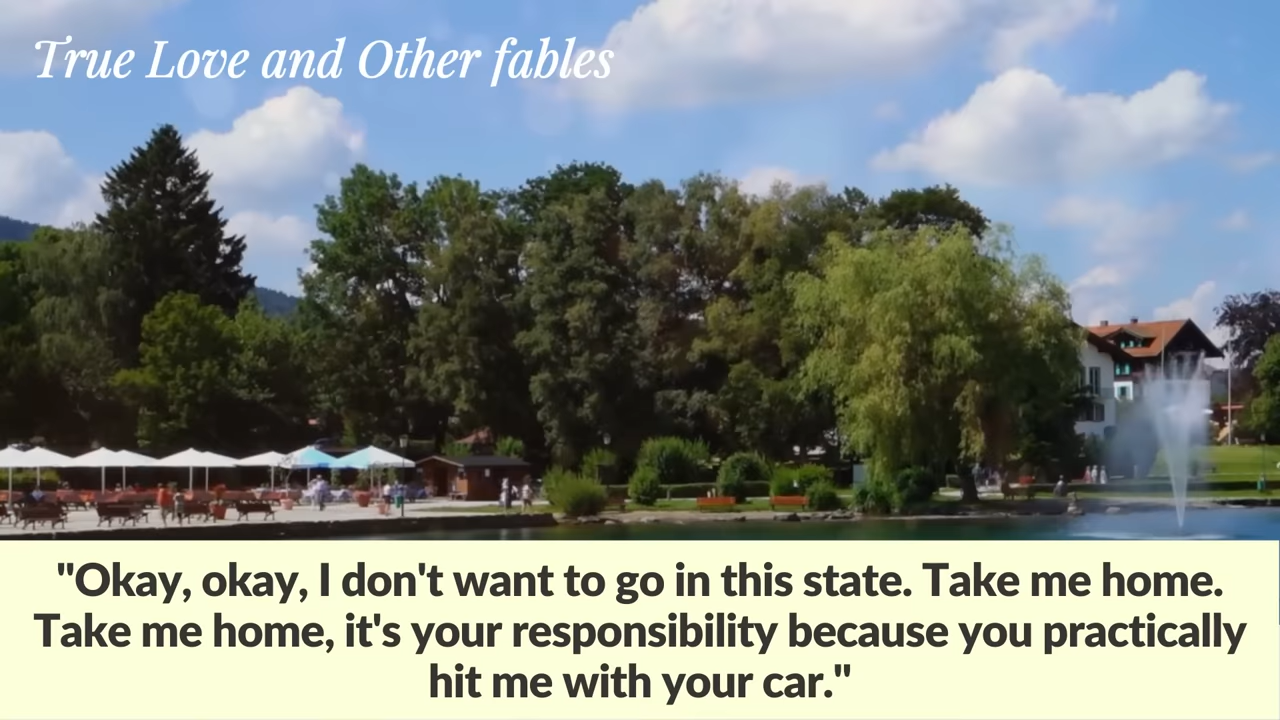 True Love and Other fables
"Okay, okay, I don't want to go in this state. Take me home.
Take me home, it's your responsibility because you practically
hit me with your car."